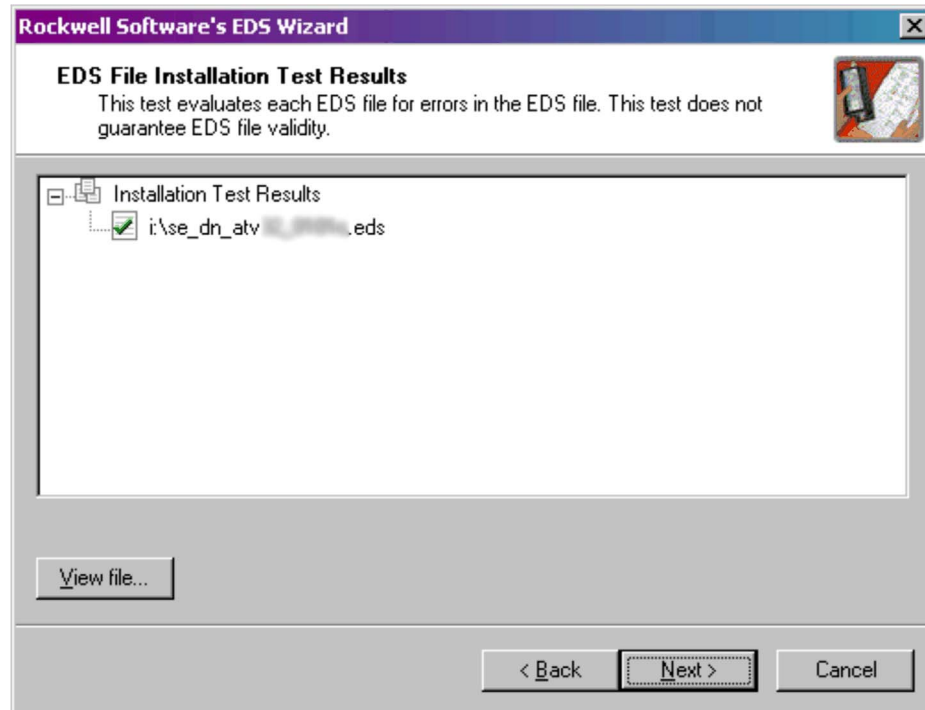 Rockwell Software's EDS Wizard
EDS File Installation Test Results
This test evaluates each EDS file for errors in the EDS file. This test does not
guarantee EDS file validity.
Installation Test Results
i:\se_dn_atv .eds
View file...
< Back
Next >
Cancel